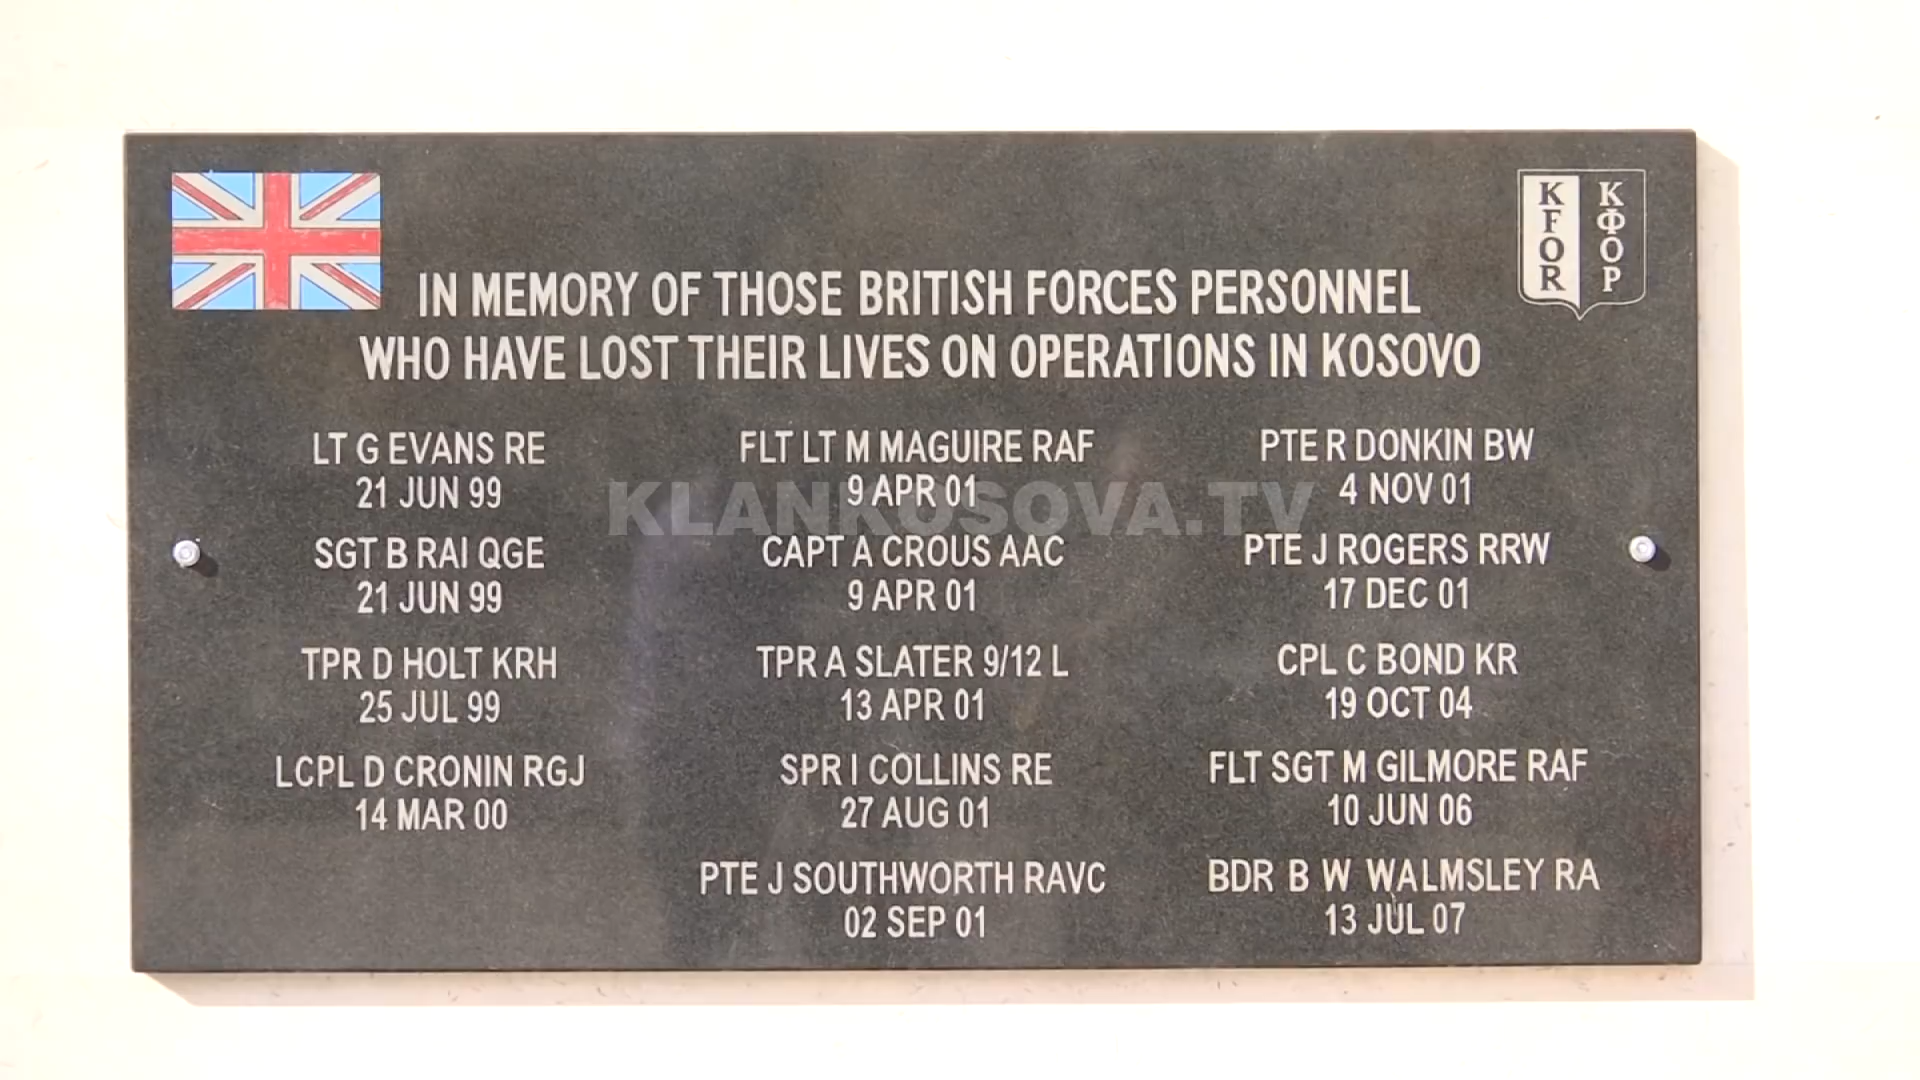 KFOR
КФОР
IN MEMORY OF THOSE BRITISH FORCES PERSONNEL
WHO HAVE LOST THEIR LIVES ON OPERATIONS IN KOSOVO
LT G EVANS RE
21 JUN 99
SGT B RAI QGE
21 JUN 99
TPR D HOLT KRH
25 JUL 99
LCPL D CRONIN RGJ
14 MAR 00
FLT LT M MAGUIRE RAF
9 APR 01
KLANKOSOVA.TV
CAPT A CROUS AAC
9 APR 01
TPR A SLATER 9/12 L
13 APR 01
SPR I COLLINS RE
27 AUG 01
PTE J SOUTHWORTH RAVC
02 SEP 01
PTE R DONKIN BW
4 NOV 01
PTE J ROGERS RRW
17 DEC 01
CPL C BOND KR
19 OCT 04
FLT SGT M GILMORE RAF
10 JUN 06
BDR B W WALMSLEY RA
13 JUL 07